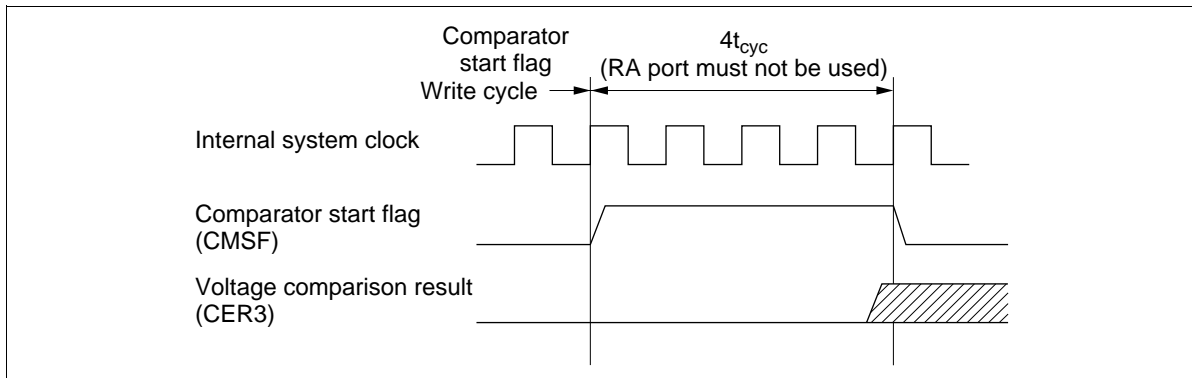 Comparator
start flag
Write cycle
4tcyc
(RA port must not be used)
Internal system clock
Comparator start flag
(CMSF)
Voltage comparison result
(CER3)